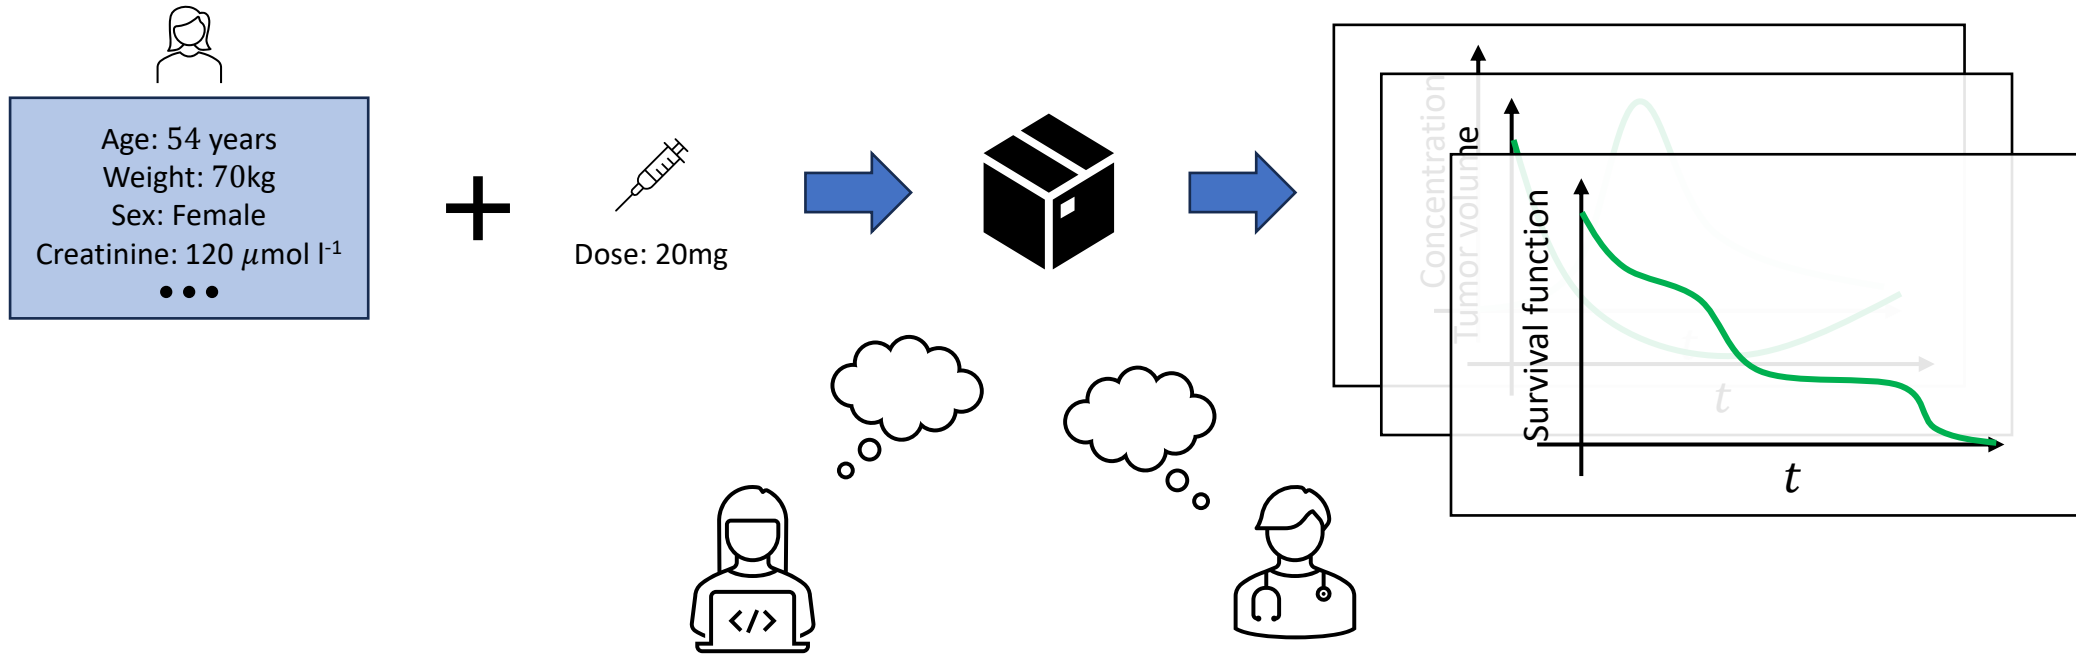 Age: 54 years
Weight: 70kg
Sex: Female
Creatinine: 120 μmol l⁻¹
•••
Dose: 20mg
</>
Concentration
Tumor volume
Survival function
t
t